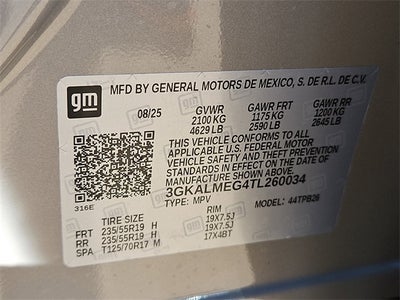 gm MFD BY GENERAL MOTORS DE MEXICO, S. DE R.L. DE C.V.
08/25 GVWR GAWR FRT GAWR RR
2100 KG 1175 KG 1200 KG
4629 LB 2590 LB 2645 LB
THIS VEHICLE CONFORMS TO ALL
APPLICABLE U.S. FEDERAL MOTOR
VEHICLE SAFETY, BUMPER, AND
THEFT PREVENTION STANDARDS IN
EFFECT ON THE DATE OF
MANUFACTURE SHOWN ABOVE.
3GKALMEG4TL260034
316E TYPE: MPV MODEL: 44TPB26
TIRE SIZE RIM
FRT 235/55R19 H 19X7.5J
RR 235/55R19 H 19X7.5J
SPA T125/70R17 M 17X4BT